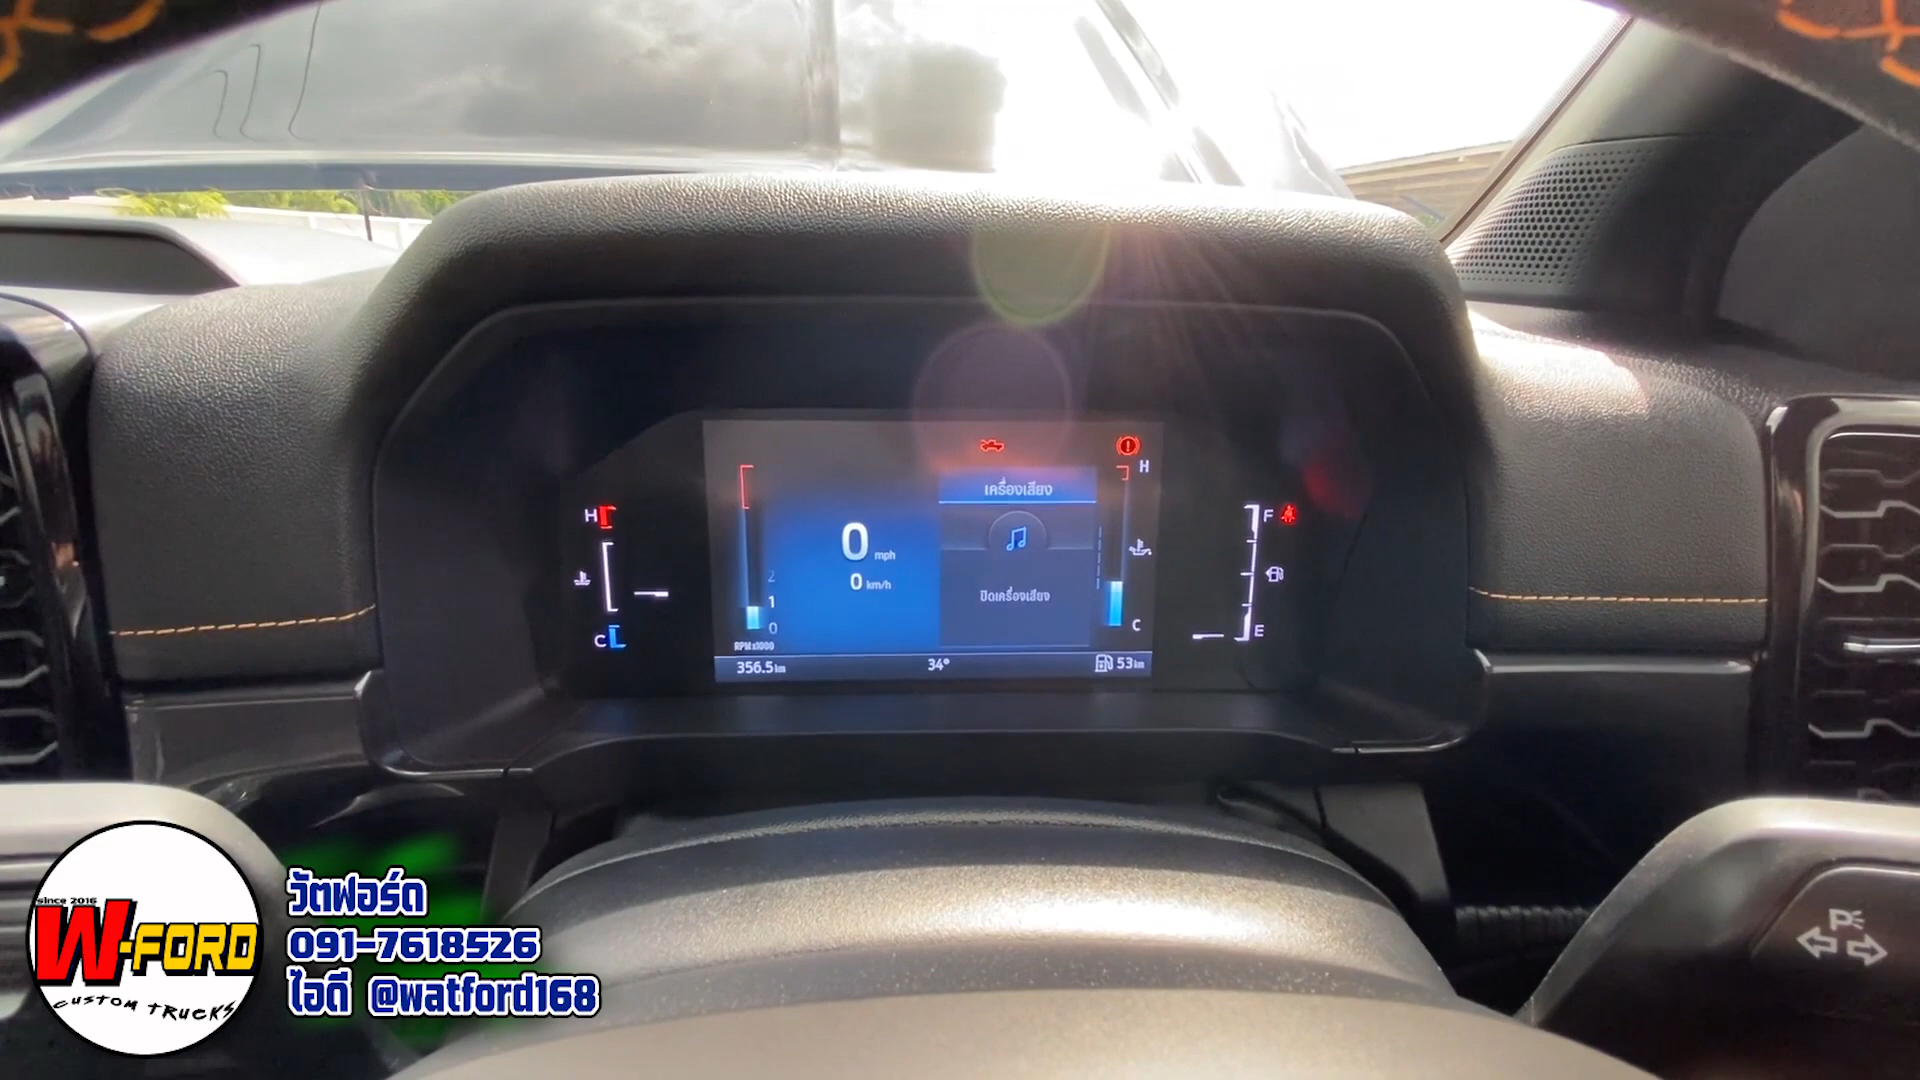 H
เครื่องเสียง
H
F
0 mph
0 km/h
2
1
0
ปิดเครื่องเสียง
C
C
E
RPMx1000
356.5 km
34°
53 km
since 2016
W-FORD
CUSTOM TRUCKS
วัตฟอร์ด
091-7618526
ไอดี @watford168
P